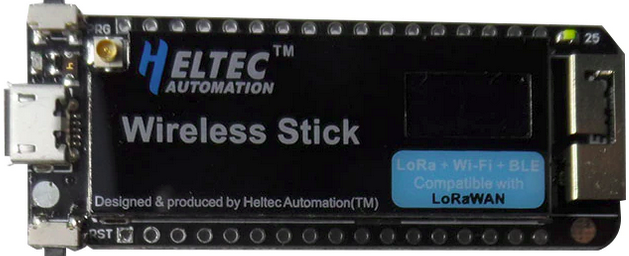 RG
25
HELTEC™
AUTOMATION
Wireless Stick
LoRa + Wi-Fi + BLE
Compatible with
LoRaWAN
Designed & produced by Heltec Automation(TM)
RST